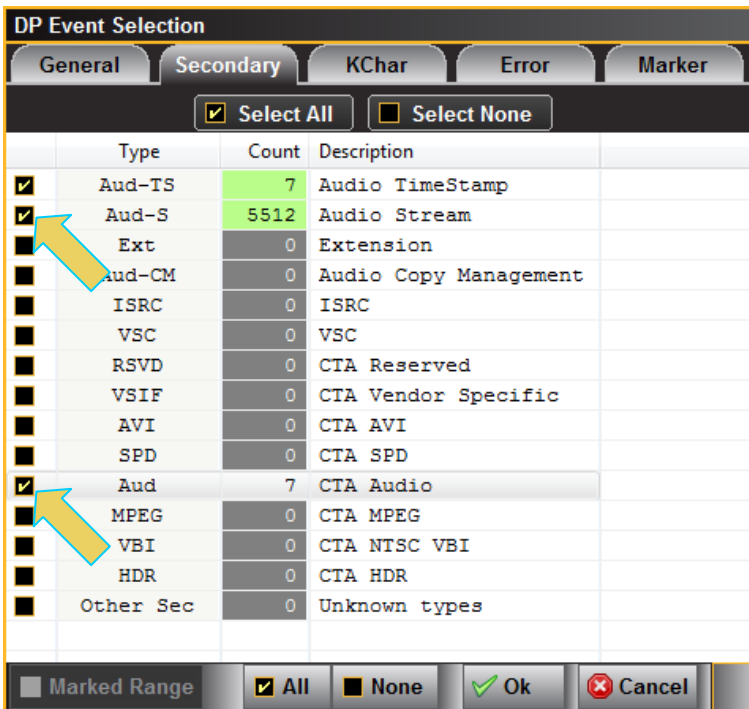 DP Event Selection
General Secondary KChar Error Marker
Select All Select None
Type Count Description
Aud-TS 7 Audio TimeStamp
Aud-S 5512 Audio Stream
Ext 0 Extension
Aud-CM 0 Audio Copy Management
ISRC 0 ISRC
VSC 0 VSC
RSVD 0 CTA Reserved
VSIF 0 CTA Vendor Specific
AVI 0 CTA AVI
SPD 0 CTA SPD
Aud 7 CTA Audio
MPEG 0 CTA MPEG
VBI 0 CTA NTSC VBI
HDR 0 CTA HDR
Other Sec 0 Unknown types
Marked Range All None Ok Cancel